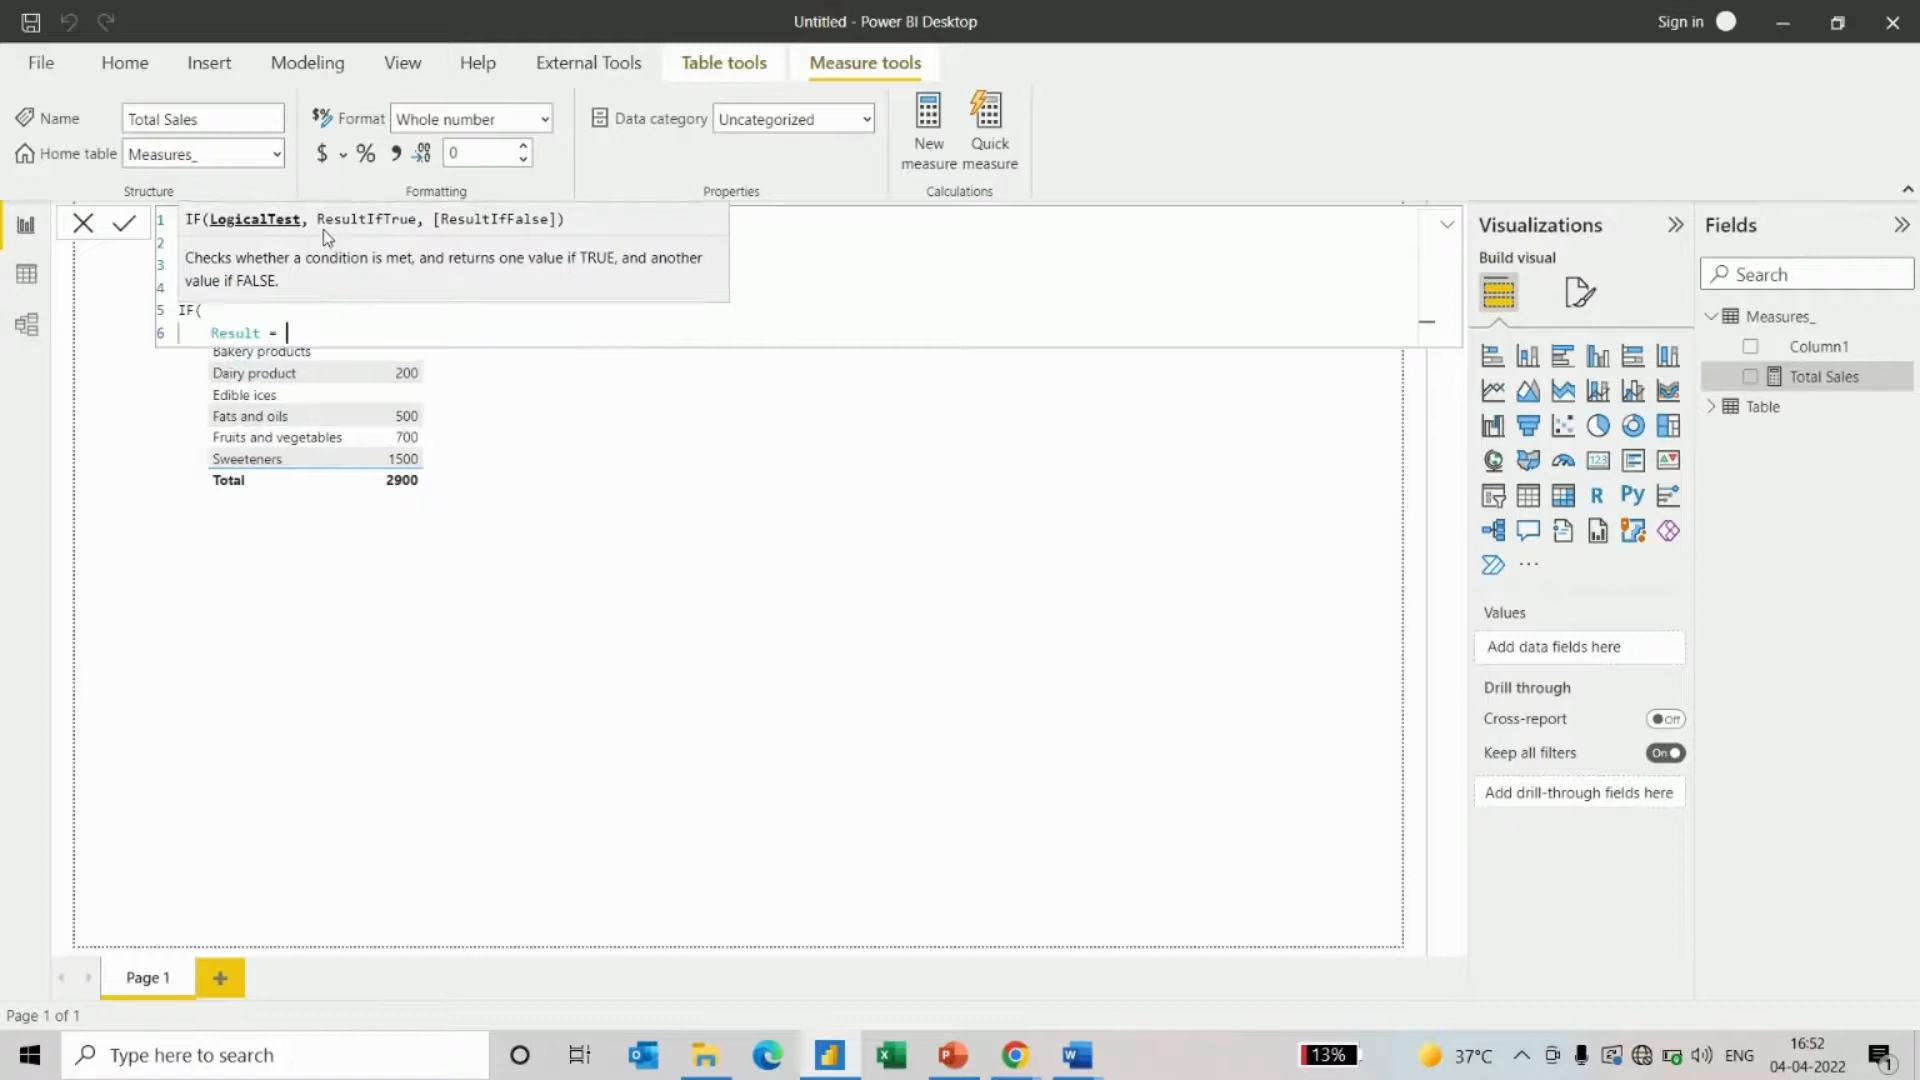 Untitled - Power BI Desktop
Sign in
File Home Insert Modeling View Help External Tools Table tools Measure tools
Name Total Sales
Home table Measures_
Structure
Format Whole number
$ % 0
Formatting
Data category Uncategorized
Properties
New measure
Quick measure
Calculations
1 IF(LogicalTest, ResultIfTrue, [ResultIfFalse])
2
Checks whether a condition is met, and returns one value if TRUE, and another
3
value if FALSE.
4
5 IF(
6 Result =
Bakery products
Dairy product 200
Edible ices
Fats and oils 500
Fruits and vegetables 700
Sweeteners 1500
Total 2900
Visualizations
Build visual
123
R
Py
Values
Add data fields here
Drill through
Cross-report Off
Keep all filters On
Add drill-through fields here
Fields
Search
Measures_
Column1
Total Sales
Table
Page 1
Page 1 of 1
Type here to search
13%
37°C
ENG
16:52
04-04-2022
1